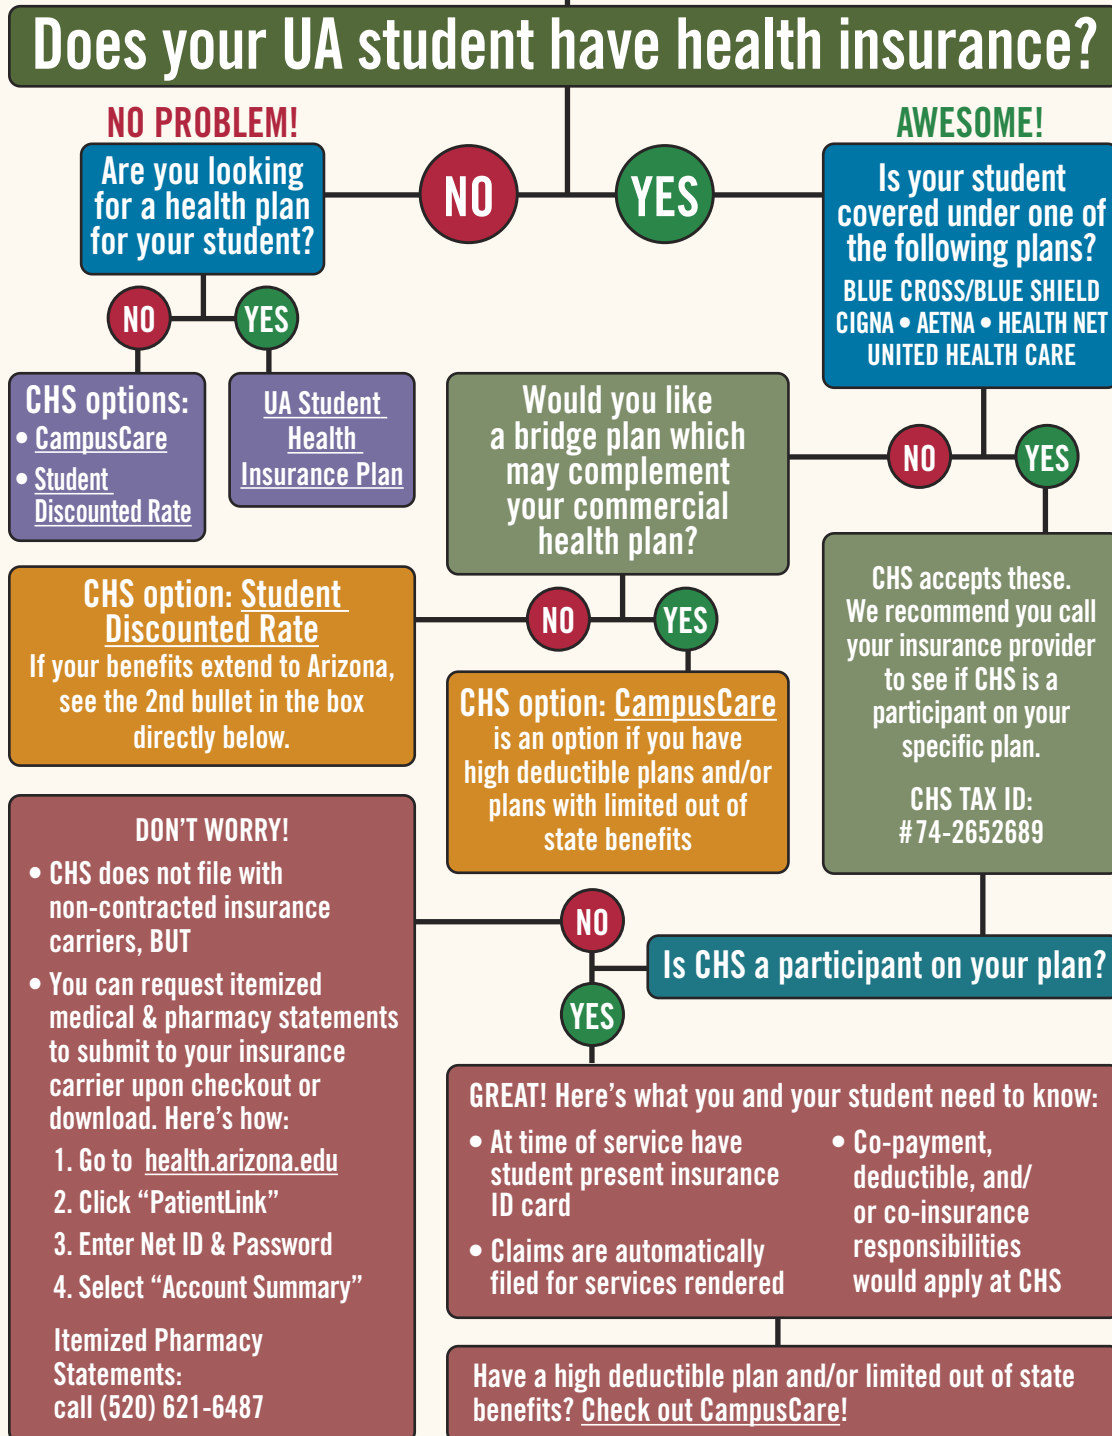 Does your UA student have health insurance?
NO PROBLEM!
Are you looking
for a health plan
for your student?
NO
YES
AWESOME!
Is your student
covered under one of
the following plans?
BLUE CROSS/BLUE SHIELD
CIGNA • AETNA • HEALTH NET
UNITED HEALTH CARE
NO
YES
CHS options:
• CampusCare
• Student
Discounted Rate
UA Student
Health
Insurance Plan
Would you like
a bridge plan which
may complement
your commercial
health plan?
NO
YES
CHS option: Student
Discounted Rate
If your benefits extend to Arizona,
see the 2nd bullet in the box
directly below.
NO
YES
CHS option: CampusCare
is an option if you have
high deductible plans and/or
plans with limited out of
state benefits
CHS accepts these.
We recommend you call
your insurance provider
to see if CHS is a
participant on your
specific plan.
CHS TAX ID:
#74-2652689
DON'T WORRY!
• CHS does not file with
non-contracted insurance
carriers, BUT
• You can request itemized
medical & pharmacy statements
to submit to your insurance
carrier upon checkout or
download. Here's how:
1. Go to health.arizona.edu
2. Click “PatientLink”
3. Enter Net ID & Password
4. Select “Account Summary”
Itemized Pharmacy
Statements:
call (520) 621-6487
NO
Is CHS a participant on your plan?
YES
GREAT! Here's what you and your student need to know:
• At time of service have
student present insurance
ID card
• Claims are automatically
filed for services rendered
• Co-payment,
deductible, and/
or co-insurance
responsibilities
would apply at CHS
Have a high deductible plan and/or limited out of state
benefits? Check out CampusCare!